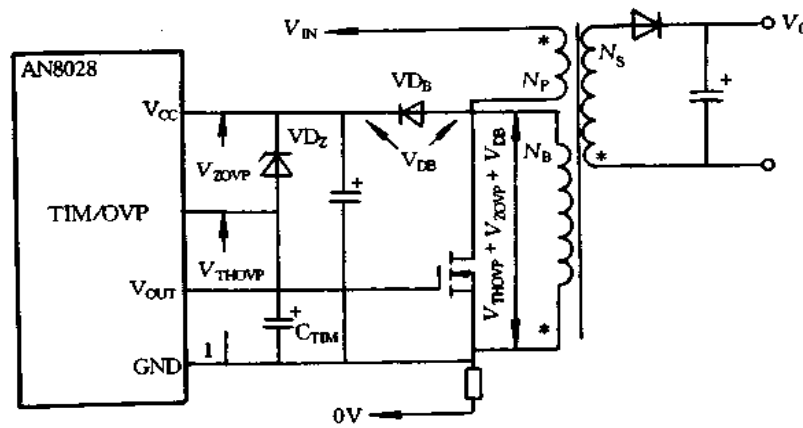 V_IN
*
N_P
N_S
*
AN8028
V_CC
VD_B
VD_Z
V_DB
N_B
V_ZOVP
TIM/OVP
V_THOVP
V_THOVP + V_ZOVP + V_DB
V_OUT
C_TIM
*
1
GND
0V
+
+
+